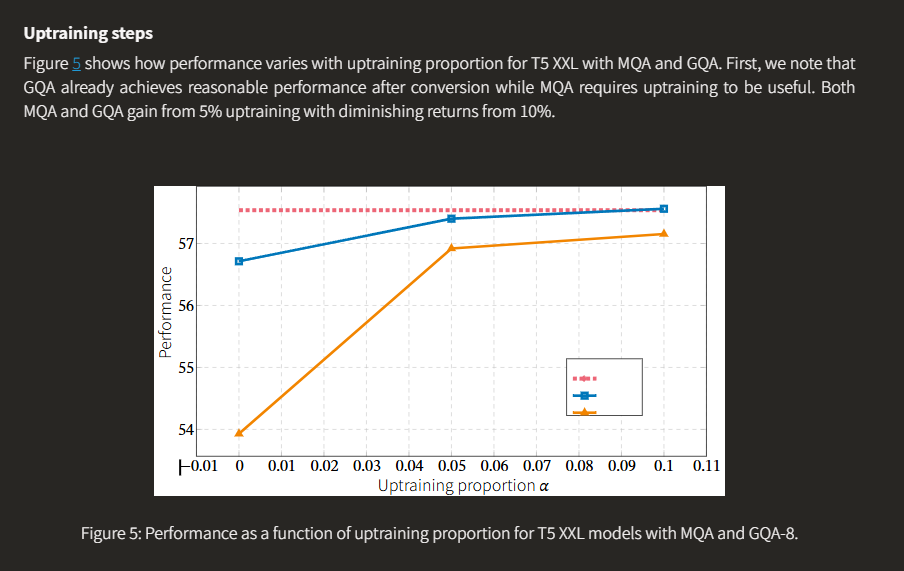 Uptraining steps
Figure 5 shows how performance varies with uptraining proportion for T5 XXL with MQA and GQA. First, we note that
GQA already achieves reasonable performance after conversion while MQA requires uptraining to be useful. Both
MQA and GQA gain from 5% uptraining with diminishing returns from 10%.
57
56
55
54
Performance
−0.01 0 0.01 0.02 0.03 0.04 0.05 0.06 0.07 0.08 0.09 0.1 0.11
Uptraining proportion α
Figure 5: Performance as a function of uptraining proportion for T5 XXL models with MQA and GQA-8.